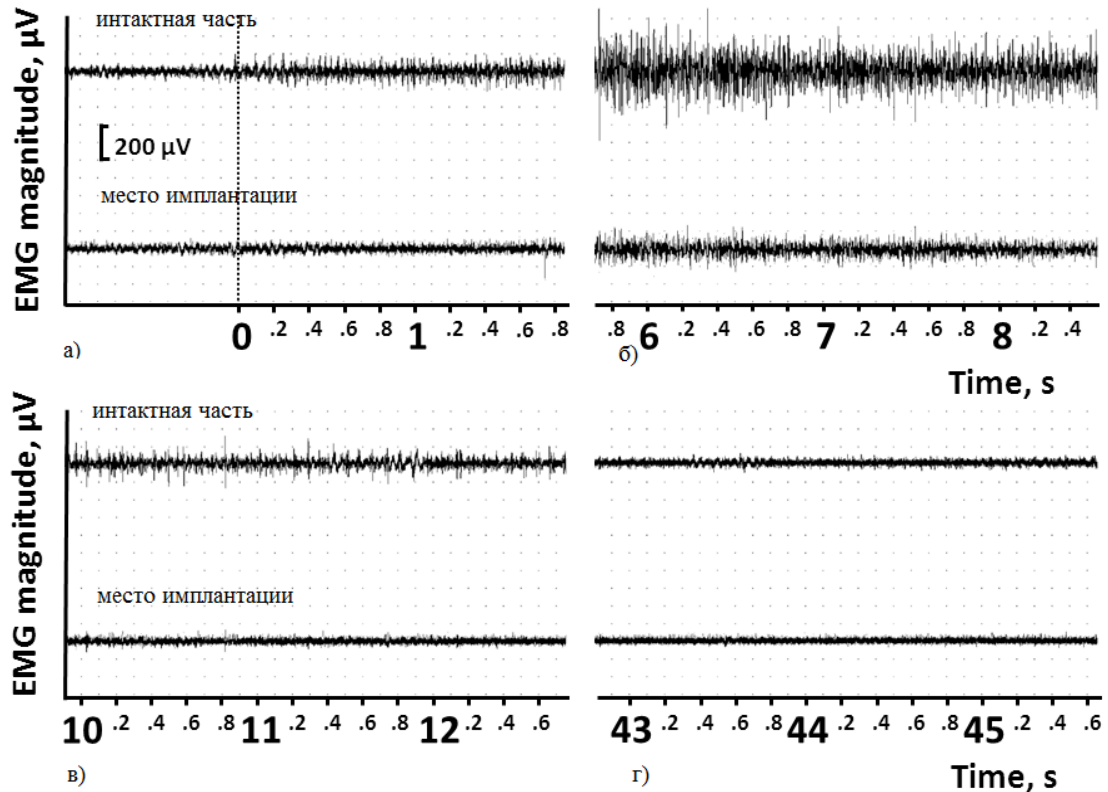 EMG magnitude, µV
интактная часть
200 µV
место имплантации
0 .2 .4 .6 .8 1 .2 .4 .6 .8
а)
.8 6 .2 .4 .6 .8 7 .2 .4 .6 .8 8 .2 .4
б)
Time, s
EMG magnitude, µV
интактная часть
место имплантации
10 .2 .4 .6 .8 11 .2 .4 .6 .8 12 .2 .4 .6
в)
43 .2 .4 .6 .8 44 .2 .4 .6 .8 45 .2 .4 .6
г)
Time, s